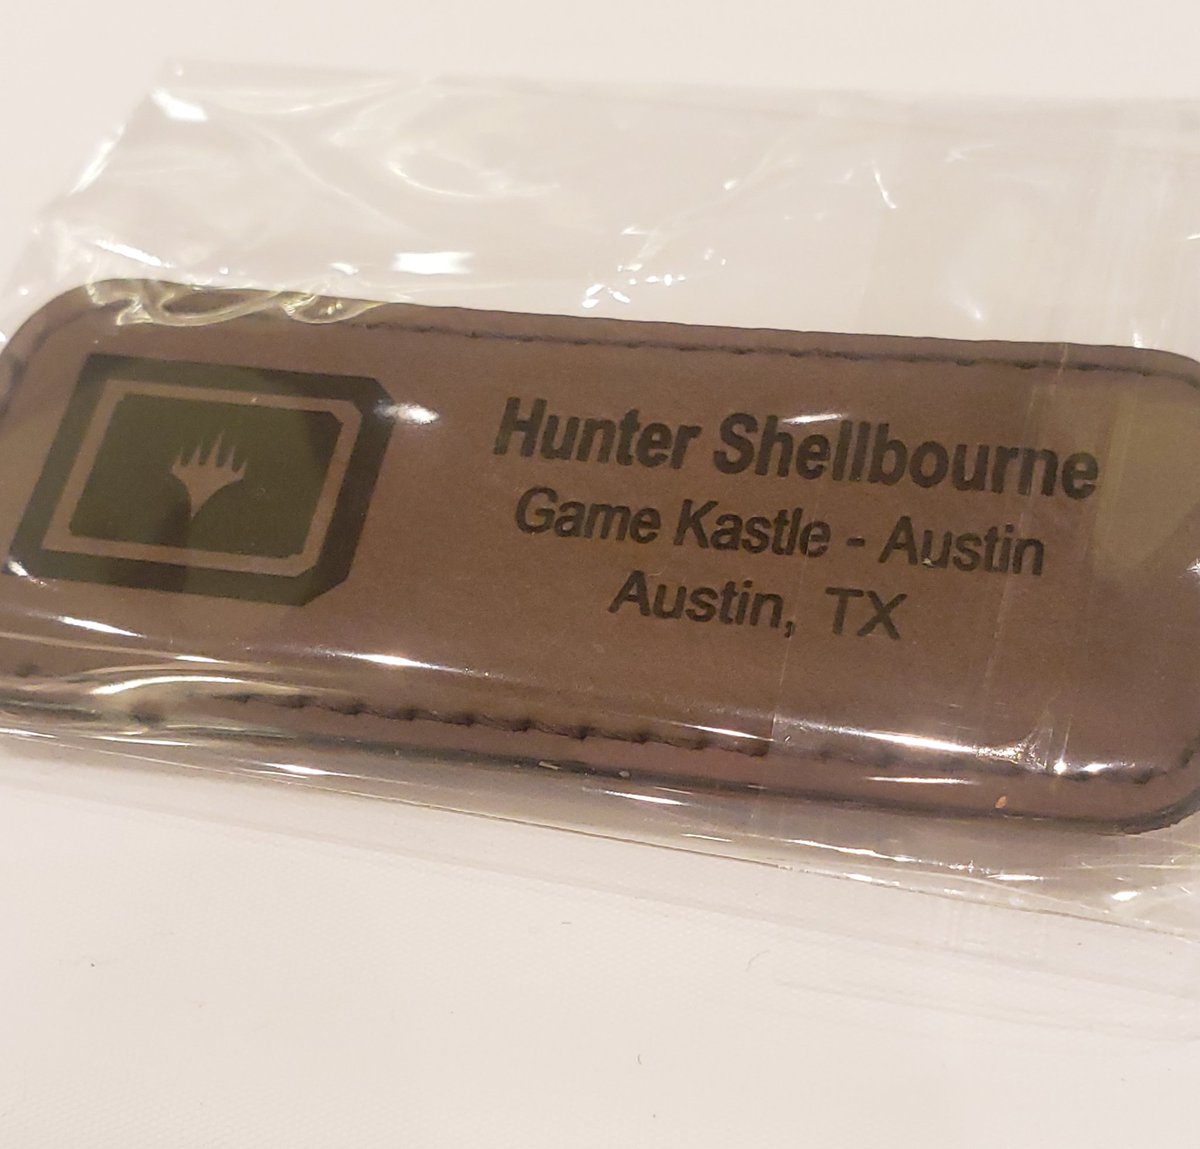 Hunter Shellbourne
Game Kastle - Austin
Austin, TX